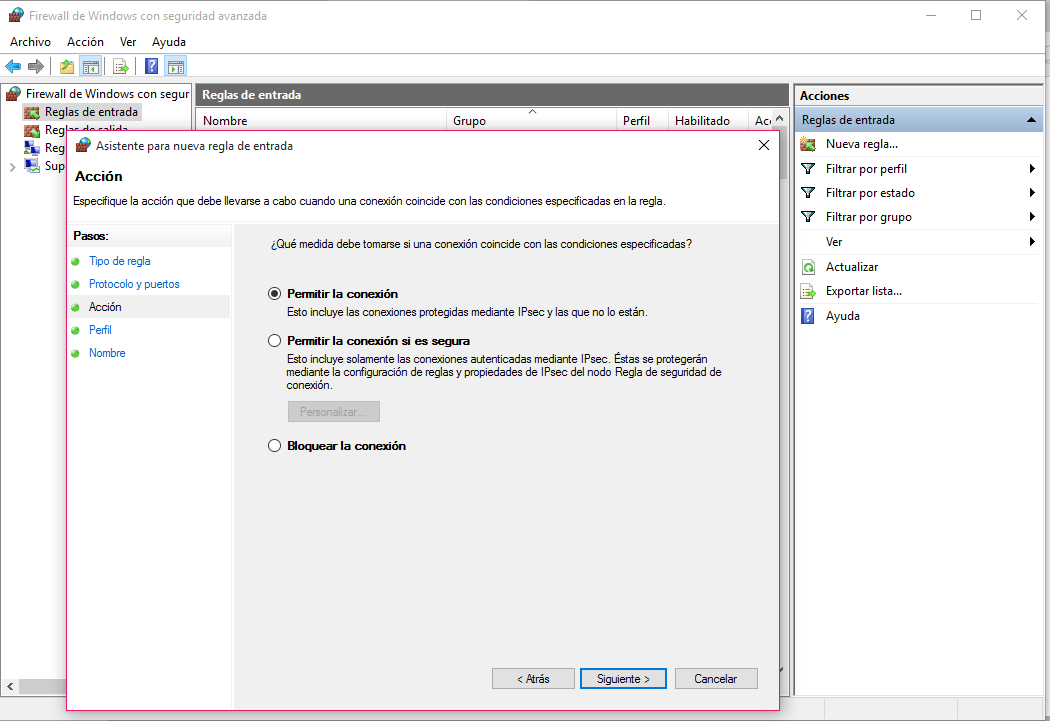 Firewall de Windows con seguridad avanzada
Archivo Acción Ver Ayuda
Firewall de Windows con segur
Reglas de entrada
Reglas de salida
Reg
Sup
Reglas de entrada
Nombre Grupo Perfil Habilitado Acc
Asistente para nueva regla de entrada
Acción
Especifique la acción que debe llevarse a cabo cuando una conexión coincide con las condiciones especificadas en la regla.
Pasos:
Tipo de regla
Protocolo y puertos
Acción
Perfil
Nombre
¿Qué medida debe tomarse si una conexión coincide con las condiciones especificadas?
Permitir la conexión
Esto incluye las conexiones protegidas mediante IPsec y las que no lo están.
Permitir la conexión si es segura
Esto incluye solamente las conexiones autenticadas mediante IPsec. Éstas se protegerán
mediante la configuración de reglas y propiedades de IPsec del nodo Regla de seguridad de
conexión.
Personalizar...
Bloquear la conexión
< Atrás Siguiente > Cancelar
Acciones
Reglas de entrada
Nueva regla...
Filtrar por perfil
Filtrar por estado
Filtrar por grupo
Ver
Actualizar
Exportar lista...
Ayuda